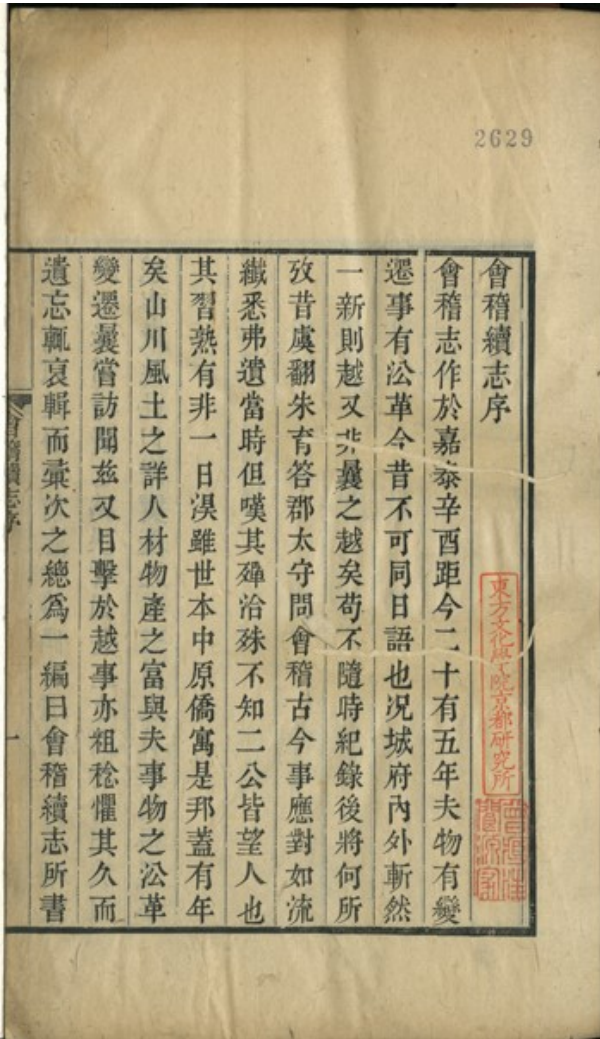 2629
會稽續志序
會稽志作於嘉泰辛酉距今二十有五年夫物有變
遷事有㳂革今昔不可同日語也况城府內外斬然
一新則越又非曩之越矣苟不隨時紀錄後將何所
攷昔虞翻朱育答郡太守問會稽古今事應對如流
纖悉弗遺當時但嘆其殫洽殊不知二公皆望人也
其習熟有非一日淏雖世本中原僑寓是邦蓋有年
矣山川風土之詳人材物產之富與夫事物之㳂革
變遷曩嘗訪聞兹又目擊於越事亦粗稔懼其久而
遺忘輒裒輯而彚次之總爲一編曰會稽續志所書
會稽續志序
一
東方文化學院京都研究所